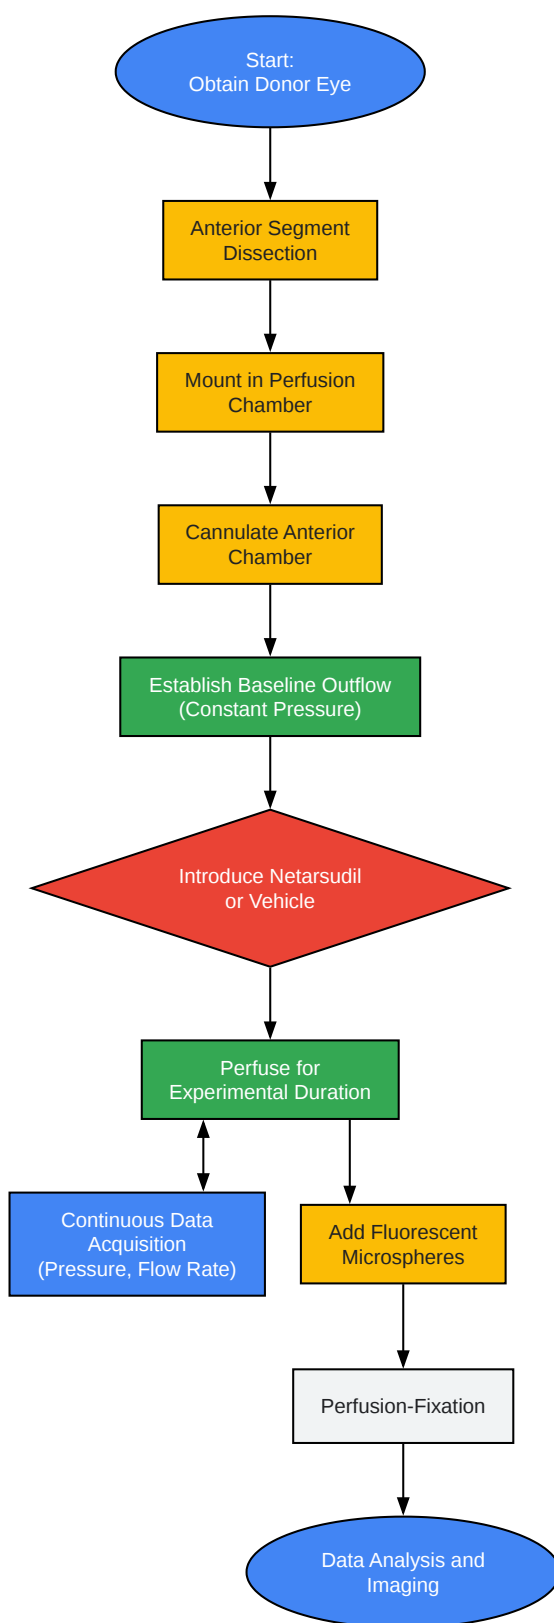 Start:
Obtain Donor Eye
Anterior Segment
Dissection
Mount in Perfusion
Chamber
Cannulate Anterior
Chamber
Establish Baseline Outflow
(Constant Pressure)
Introduce Netarsudil
or Vehicle
Perfuse for
Experimental Duration
Continuous Data
Acquisition
(Pressure, Flow Rate)
Add Fluorescent
Microspheres
Perfusion-Fixation
Data Analysis and
Imaging